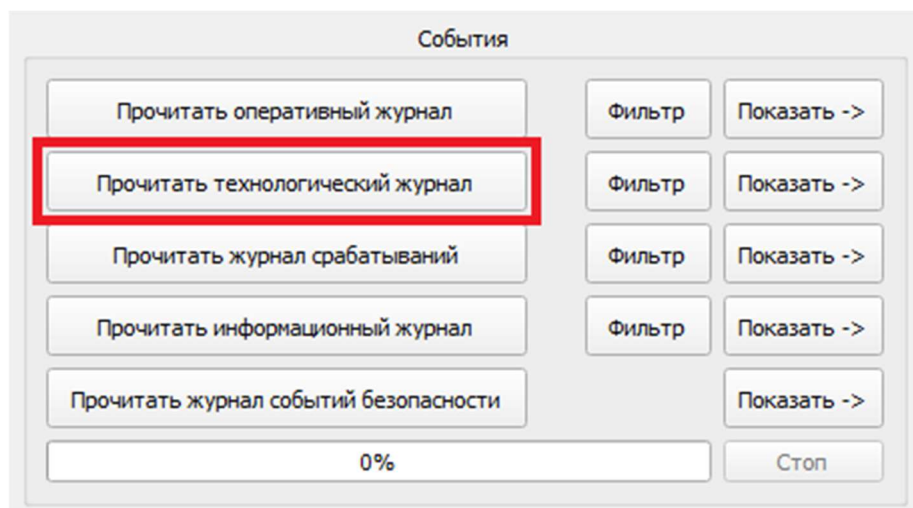 События
Прочитать оперативный журнал Фильтр Показать ->
Прочитать технологический журнал Фильтр Показать ->
Прочитать журнал срабатываний Фильтр Показать ->
Прочитать информационный журнал Фильтр Показать ->
Прочитать журнал событий безопасности Показать ->
0% Стоп